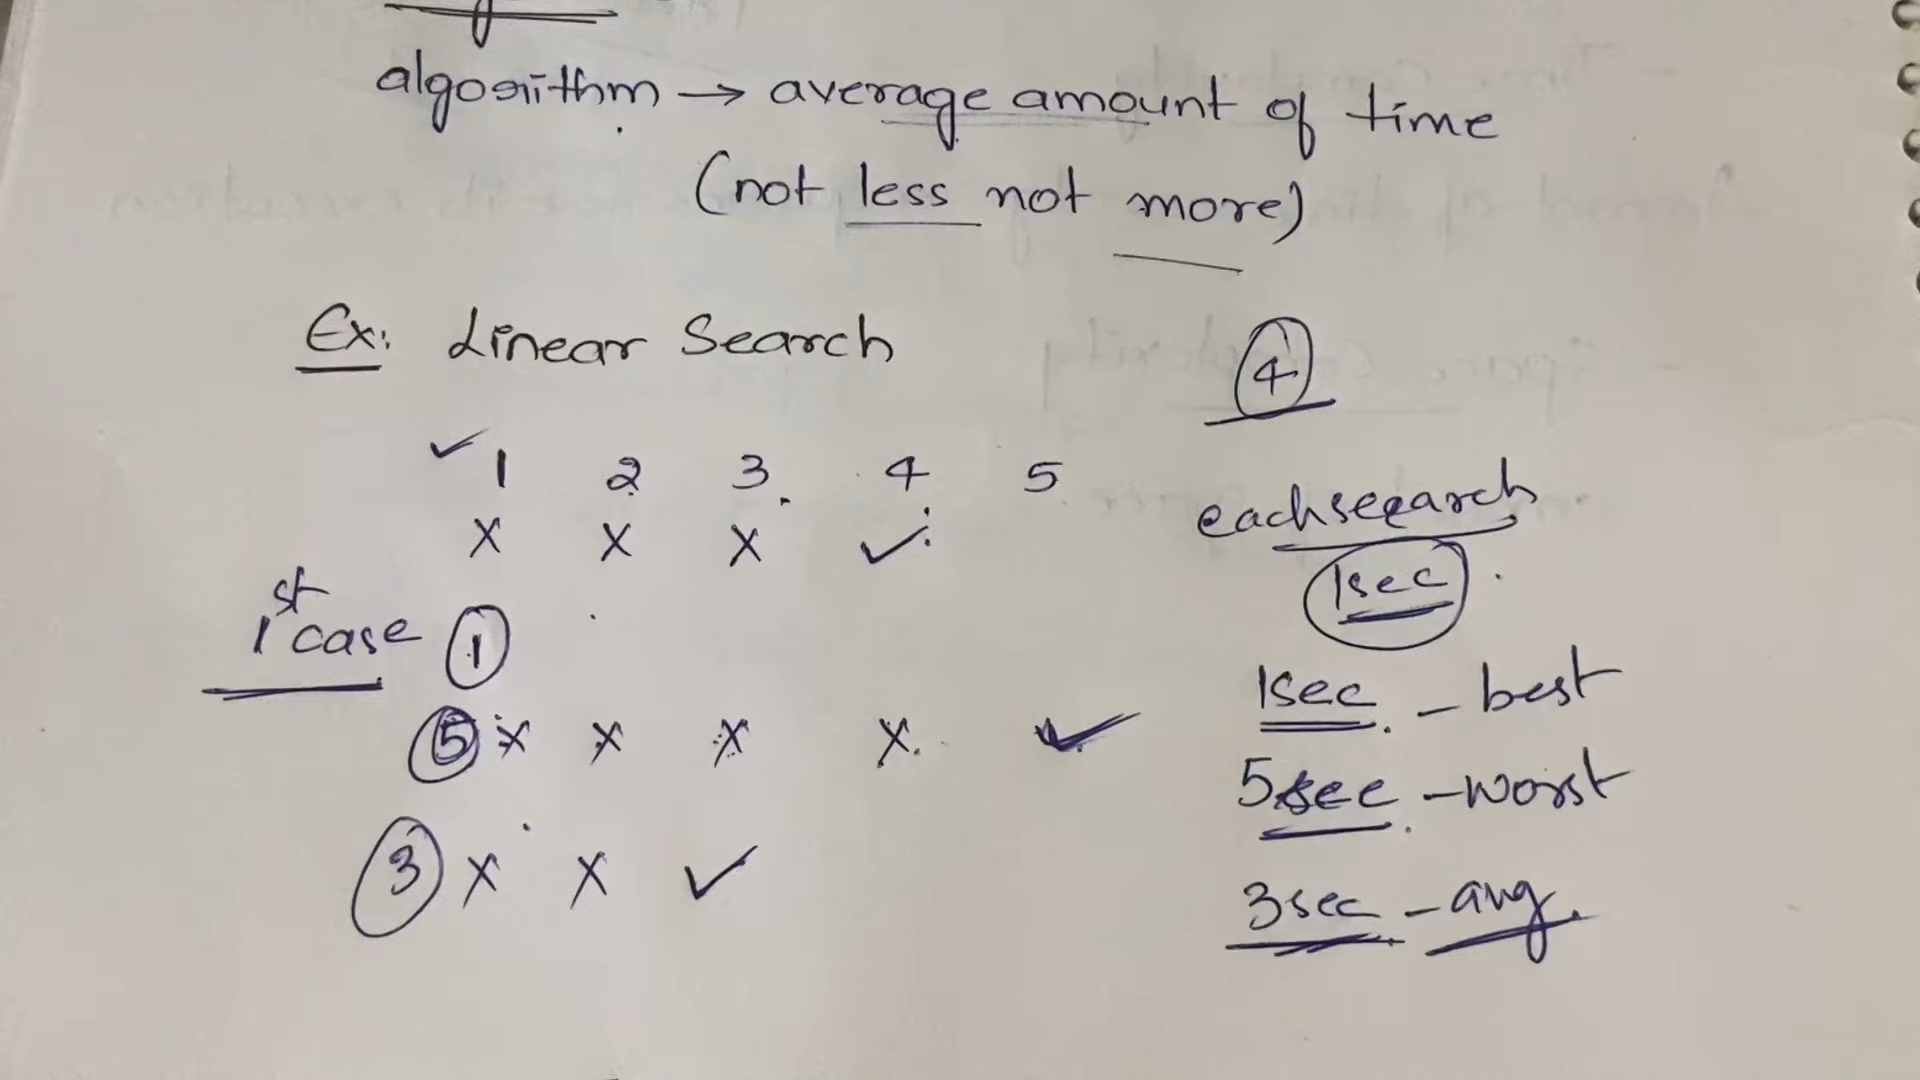 algorithm → average amount of time
(not less not more)
Ex: Linear Search
4
✓ 1 2 3 4 5
x x x ✓
each seearch
1sec
1st case 1
5 x x x x ✓
1sec - best
5sec - worst
3 x x ✓
3sec - avg.